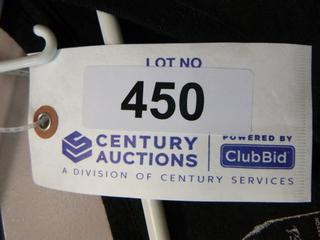 LOT NO
450
CENTURY
AUCTIONS
POWERED BY
ClubBid
A DIVISION OF CENTURY SERVICES